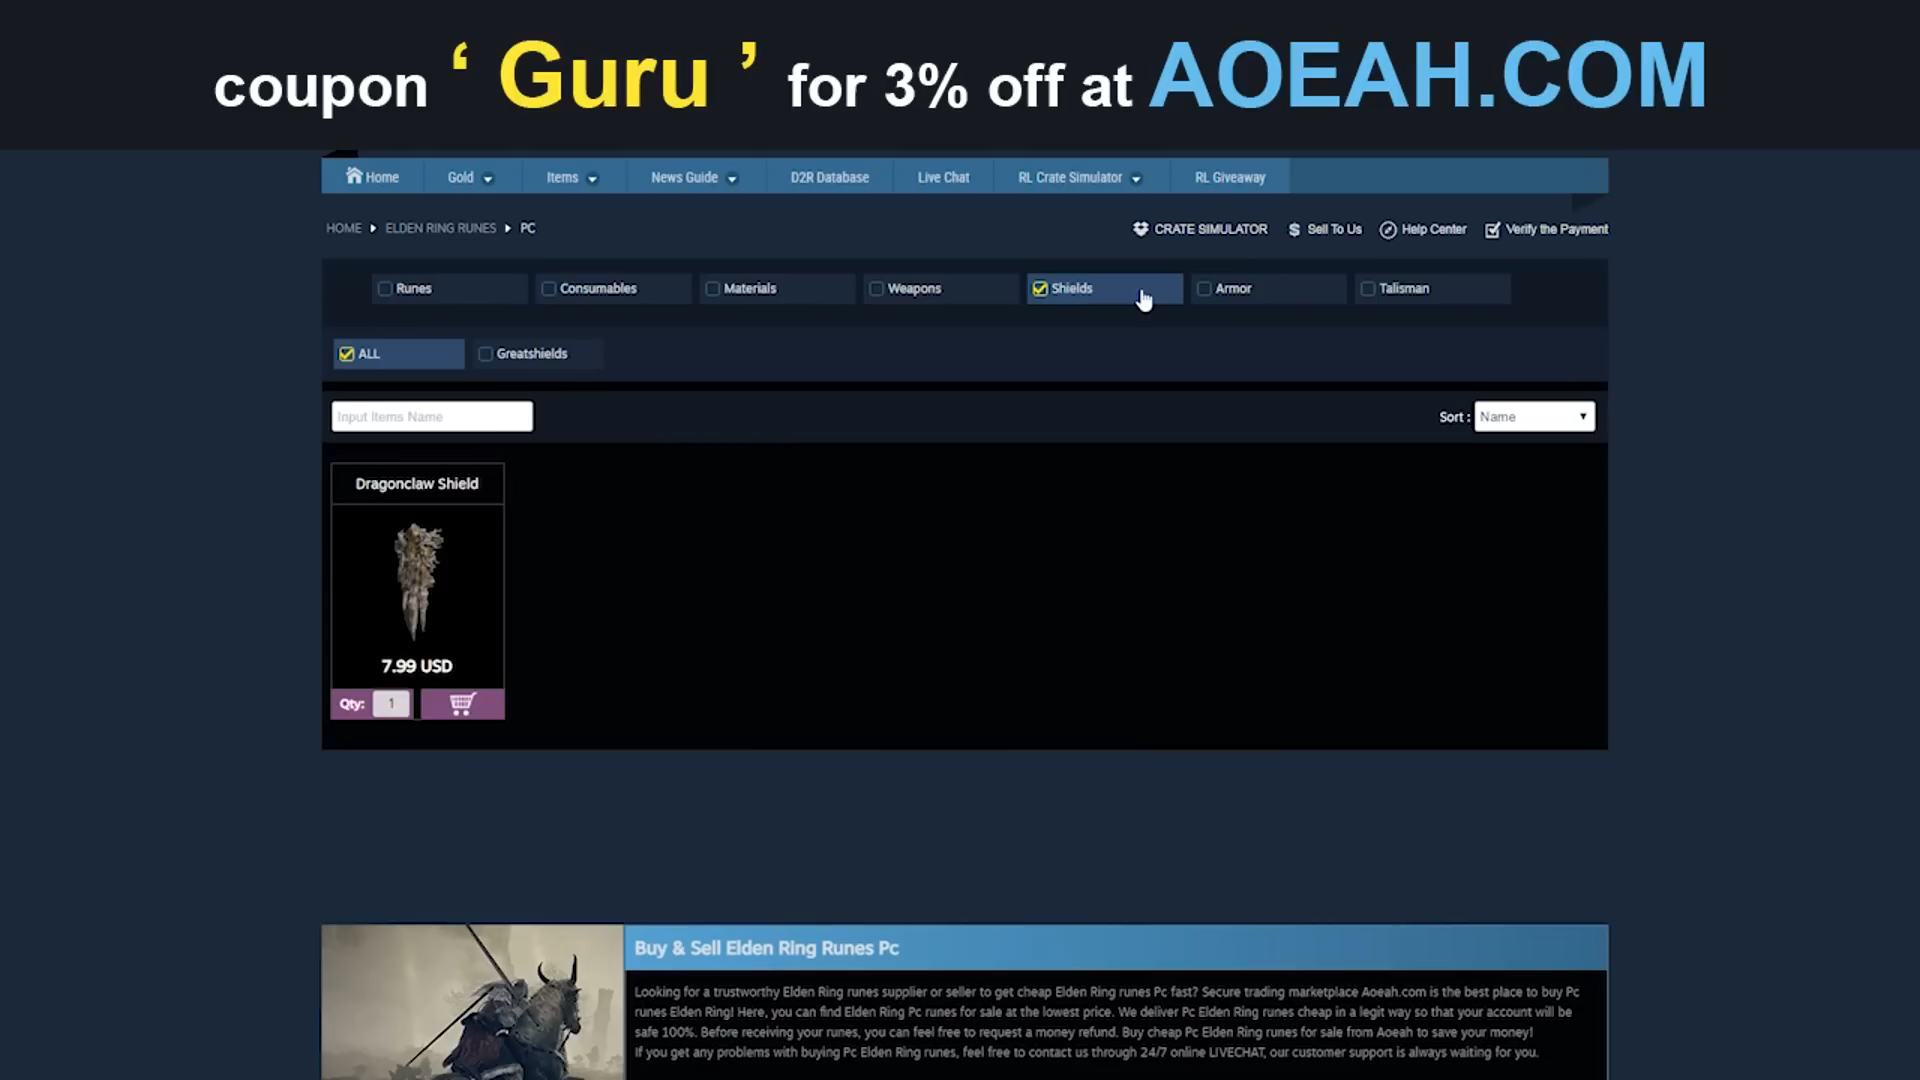 coupon ‘ Guru ’ for 3% off at AOEAH.COM
Home Gold Items News Guide D2R Database Live Chat RL Crate Simulator RL Giveaway
HOME ELDEN RING RUNES PC CRATE SIMULATOR Sell To Us Help Center Verify the Payment
Runes Consumables Materials Weapons Shields Armor Talisman
ALL Greatshields
Input Items Name Sort : Name
Dragonclaw Shield
7.99 USD
Qty: 1
Buy & Sell Elden Ring Runes Pc
Looking for a trustworthy Elden Ring runes supplier or seller to get cheap Elden Ring runes Pc fast? Secure trading marketplace Aoeah.com is the best place to buy Pc
runes Elden Ring! Here, you can find Elden Ring Pc runes for sale at the lowest price. We deliver Pc Elden Ring runes cheap in a legit way so that your account will be
safe 100%. Before receiving your runes, you can feel free to request a money refund. Buy cheap Pc Elden Ring runes for sale from Aoeah to save your money!
If you get any problems with buying Pc Elden Ring runes, feel free to contact us through 24/7 online LIVECHAT, our customer support is always waiting for you.